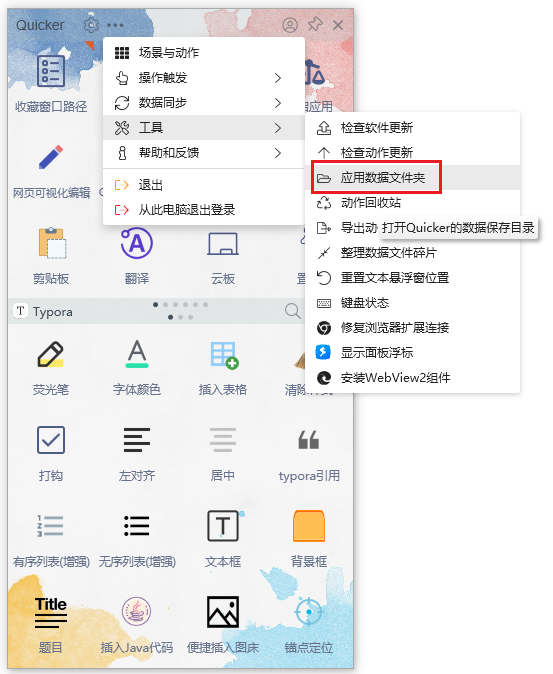 Quicker
场景与动作
操作触发
数据同步
工具
帮助和反馈
退出
从此电脑退出登录
检查软件更新
检查动作更新
应用数据文件夹
动作回收站
导出动
打开Quicker的数据保存目录
整理数据文件碎片
重置文本悬浮窗位置
键盘状态
修复浏览器扩展连接
显示面板浮标
安装WebView2组件
收藏窗口路径
应用
网页可视化编辑
剪贴板
翻译
云板
置
T Typora
荧光笔
字体颜色
插入表格
清除
打钩
左对齐
居中
typora引用
有序列表(增强)
无序列表(增强)
文本框
背景框
Title
题目
插入Java代码
便捷插入图床
锚点定位